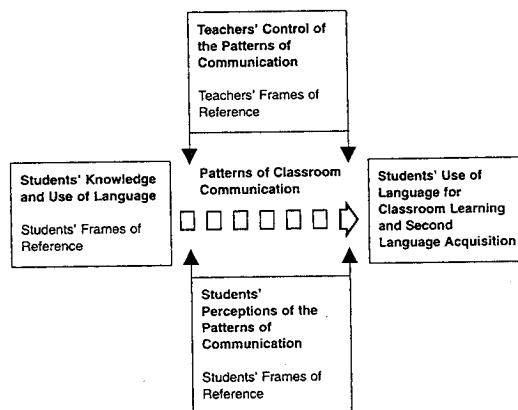 Teachers' Control of
the Patterns of
Communication
Teachers' Frames of
Reference
Students' Knowledge
and Use of Language
Students' Frames of
Reference
Patterns of Classroom
Communication
Students' Use of
Language for
Classroom Learning
and Second
Language Acquisition
Students'
Perceptions of the
Patterns of
Communication
Students' Frames of
Reference